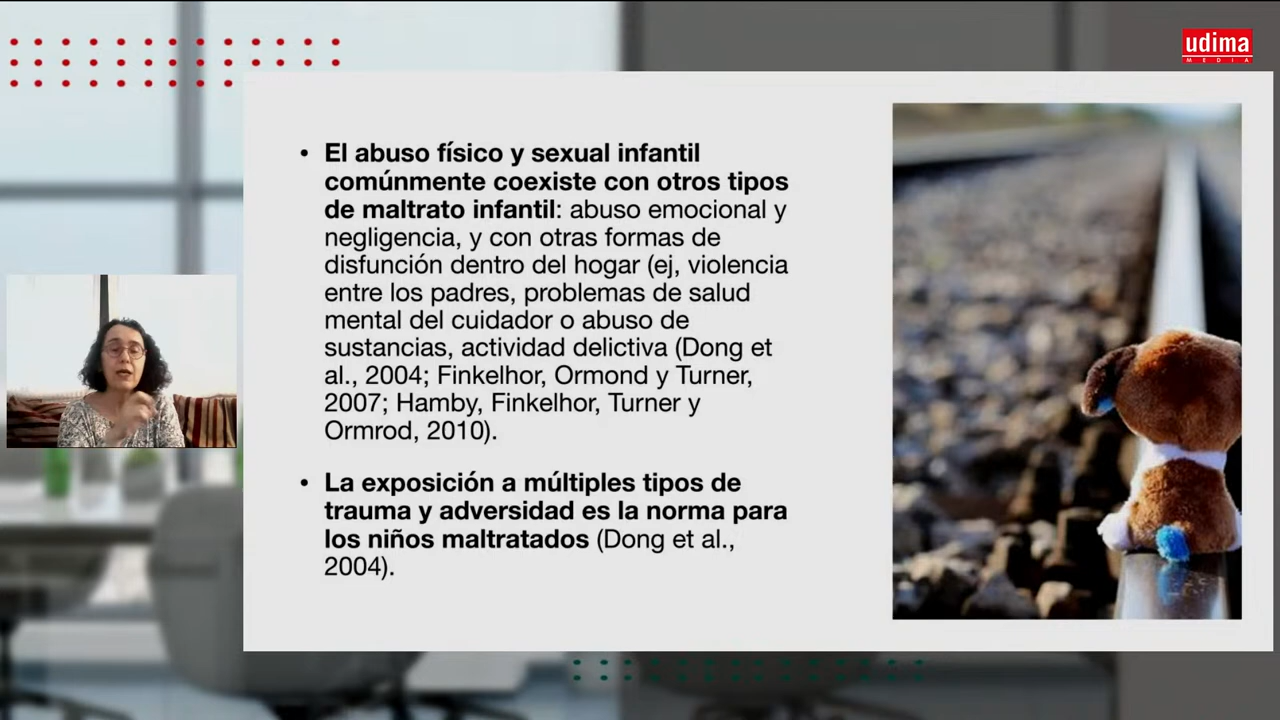 udima
MEDIA
• El abuso físico y sexual infantil
comúnmente coexiste con otros tipos
de maltrato infantil: abuso emocional y
negligencia, y con otras formas de
disfunción dentro del hogar (ej, violencia
entre los padres, problemas de salud
mental del cuidador o abuso de
sustancias, actividad delictiva (Dong et
al., 2004; Finkelhor, Ormond y Turner,
2007; Hamby, Finkelhor, Turner y
Ormrod, 2010).
• La exposición a múltiples tipos de
trauma y adversidad es la norma para
los niños maltratados (Dong et al.,
2004).